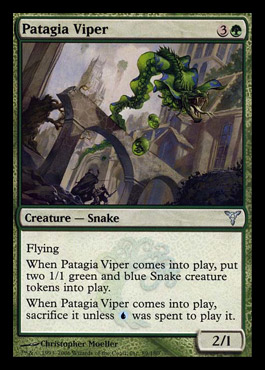 Patagia Viper 3
Creature — Snake
Flying
When Patagia Viper comes into play, put
two 1/1 green and blue Snake creature
tokens into play.
When Patagia Viper comes into play,
sacrifice it unless was spent to play it.
Christopher Moeller
2/1